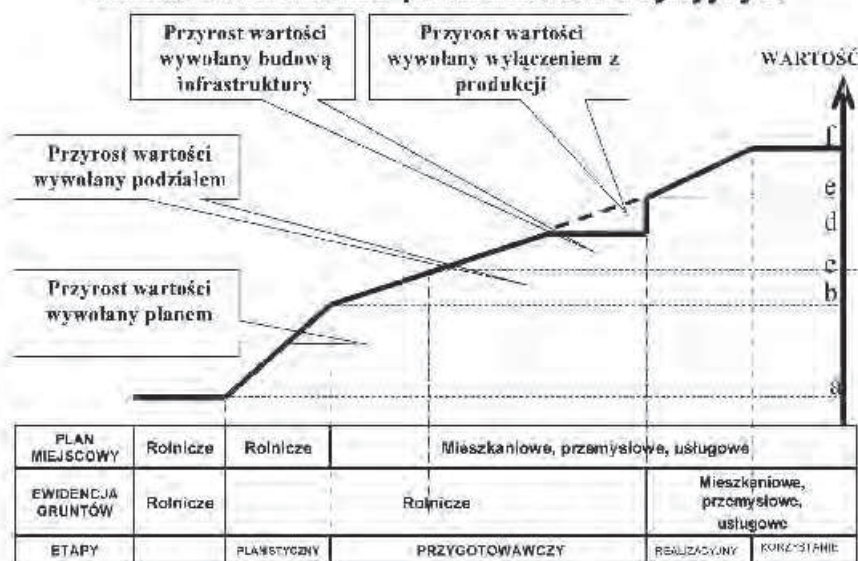 Przyrost wartości
wywołany budową
infrastruktury
Przyrost wartości
wywołany wyłączeniem z
produkcji
WARTOŚĆ
Przyrost wartości
wywołany podziałem
Przyrost wartości
wywołany planem
f
e
d
c
b
a
PLAN
MIEJSCOWY
Rolnicze
Rolnicze
Mieszkaniowe, przemysłowe, usługowe
EWIDENCJA
GRUNTÓW
Rolnicze
Rolnicze
Mieszkaniowe,
przemysłowe,
usługowe
ETAPY
PLANISTYCZNY
PRZYGOTOWAWCZY
REALIZACYJNY
KORZYSTANIE